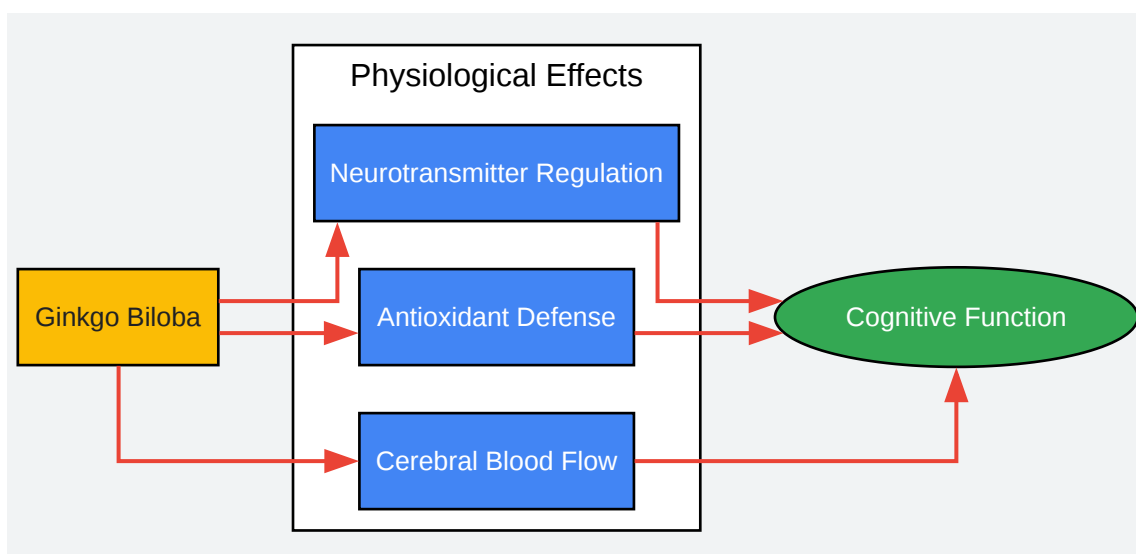 Physiological Effects
Neurotransmitter Regulation
Ginkgo Biloba
Antioxidant Defense
Cognitive Function
Cerebral Blood Flow